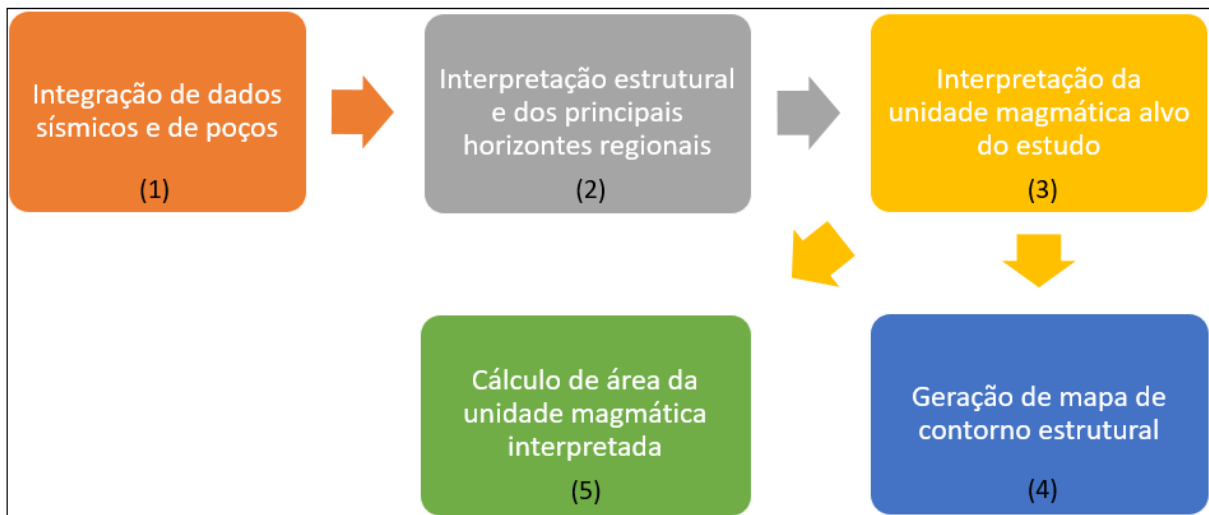 Integração de dados
sísmicos e de poços
(1)
Interpretação estrutural
e dos principais
horizontes regionais
(2)
Interpretação da
unidade magmática alvo
do estudo
(3)
Cálculo de área da
unidade magmática
interpretada
(5)
Geração de mapa de
contorno estrutural
(4)